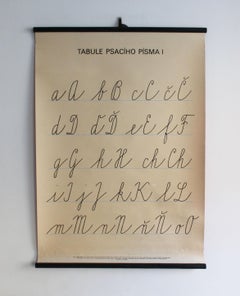 TABULE PSACÍHO PÍSMA I
a A b B c C č Č
d D ď Ď e E f F
g G h H ch Ch
i I j J k K l L
m M n N ň Ň o O